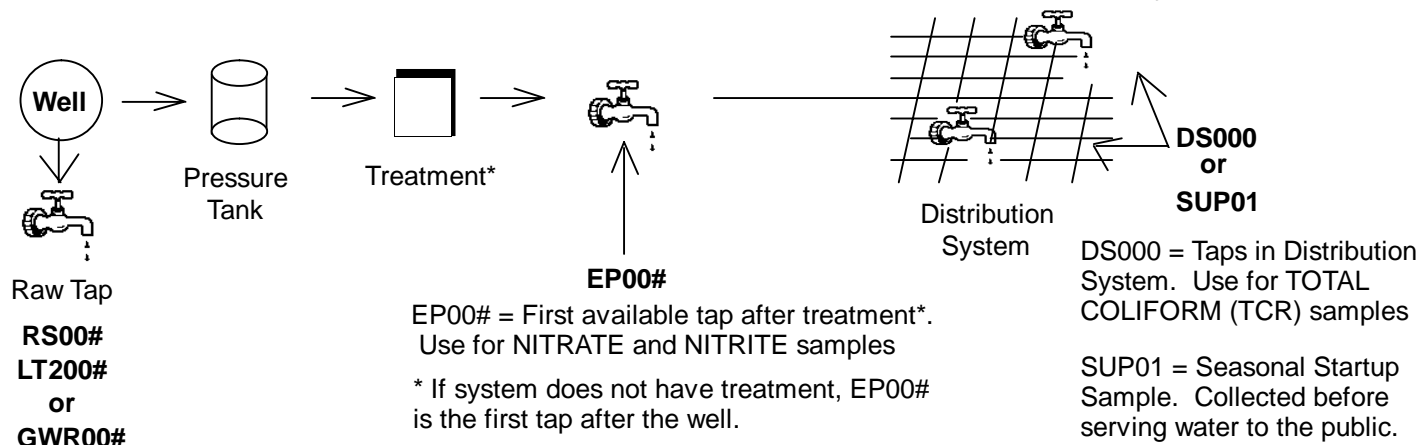 Well
Pressure
Tank
Treatment*
Raw Tap
RS00#
LT200#
or
GWR00#
EP00#
EP00# = First available tap after treatment*.
Use for NITRATE and NITRITE samples
* If system does not have treatment, EP00#
is the first tap after the well.
Distribution
System
DS000
or
SUP01
DS000 = Taps in Distribution
System. Use for TOTAL
COLIFORM (TCR) samples
SUP01 = Seasonal Startup
Sample. Collected before
serving water to the public.